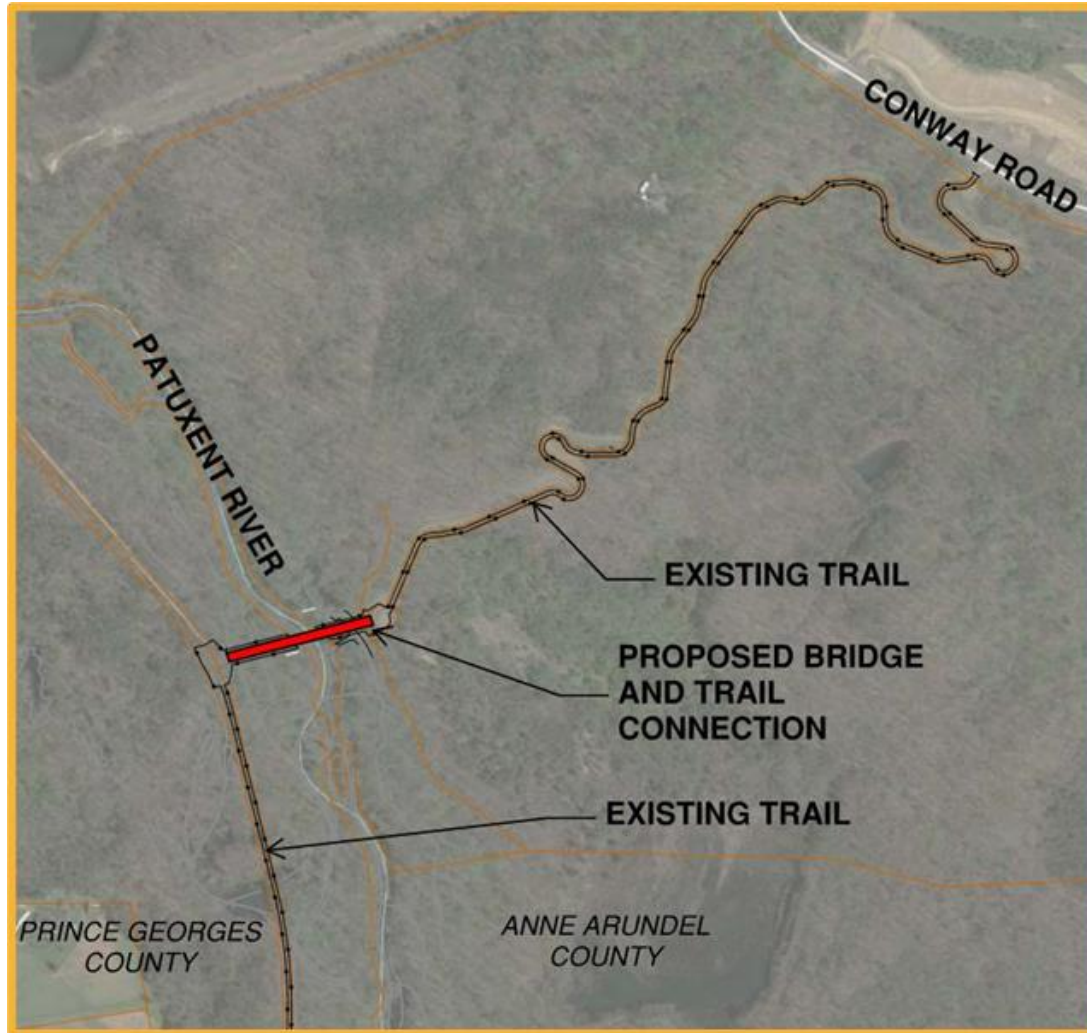 CONWAY ROAD
PATUXENT RIVER
EXISTING TRAIL
PROPOSED BRIDGE
AND TRAIL
CONNECTION
EXISTING TRAIL
PRINCE GEORGES
COUNTY
ANNE ARUNDEL
COUNTY